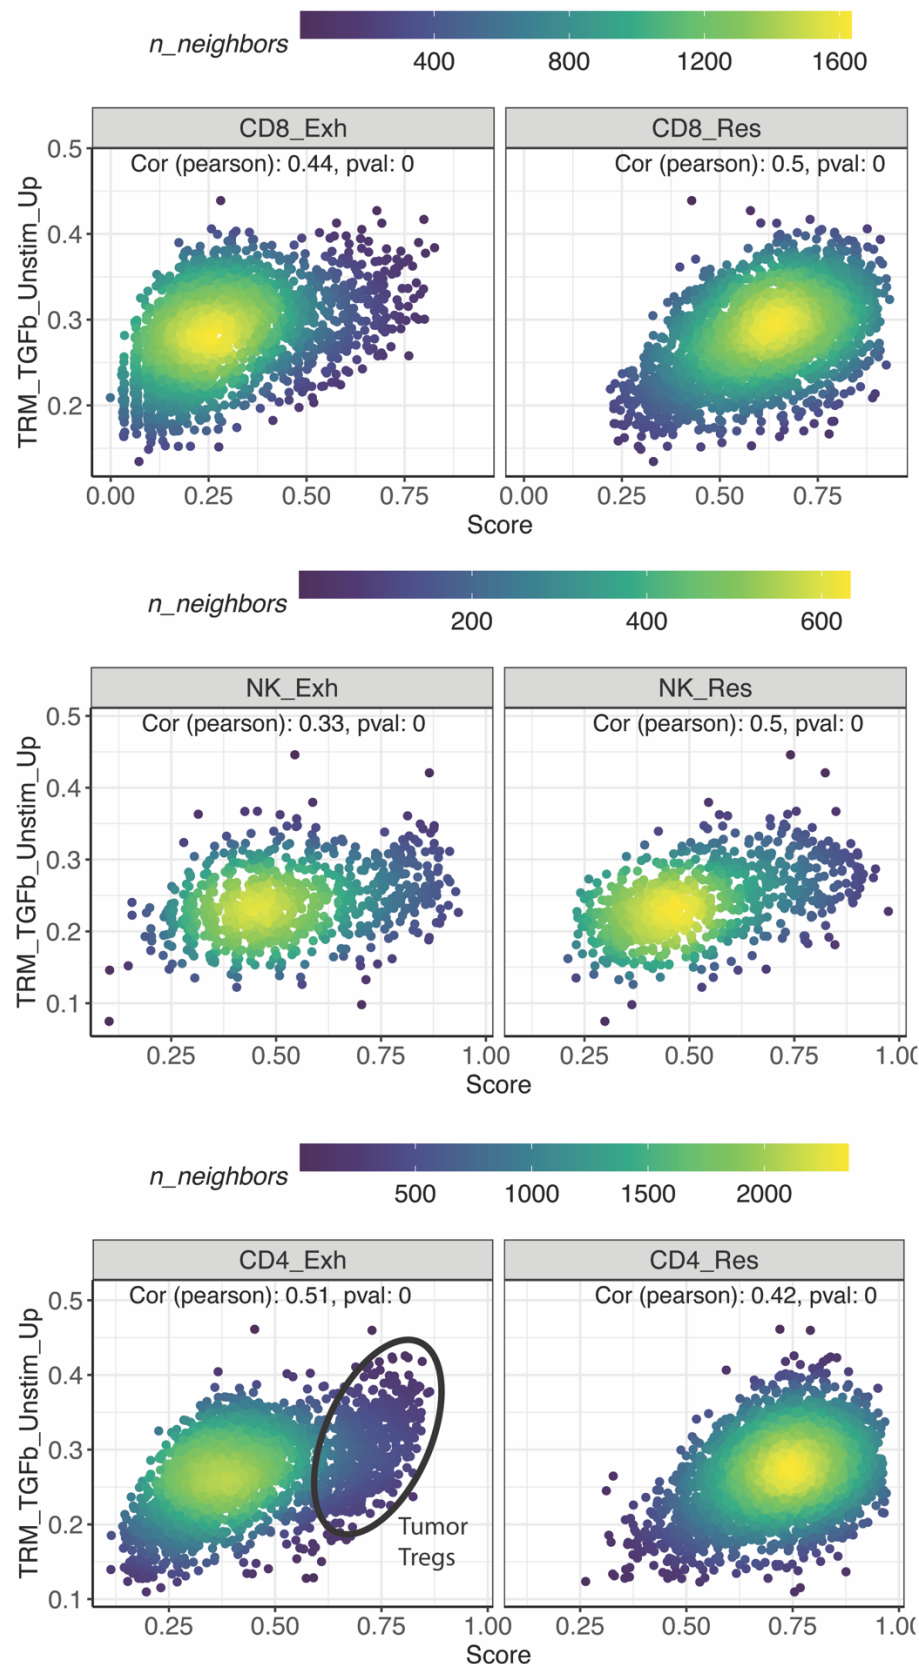 n_neighbors
400 800 1200 1600
CD8_Exh CD8_Res
Cor (pearson): 0.44, pval: 0 Cor (pearson): 0.5, pval: 0
TRM_TGFb_Unstim_Up
0.5
0.4
0.3
0.2
0.00 0.25 0.50 0.75 0.00 0.25 0.50 0.75
Score
n_neighbors
200 400 600
NK_Exh NK_Res
Cor (pearson): 0.33, pval: 0 Cor (pearson): 0.5, pval: 0
TRM_TGFb_Unstim_Up
0.5
0.4
0.3
0.2
0.1
0.25 0.50 0.75 1.00 0.25 0.50 0.75 1.0
Score
n_neighbors
500 1000 1500 2000
CD4_Exh CD4_Res
Cor (pearson): 0.51, pval: 0 Cor (pearson): 0.42, pval: 0
TRM_TGFb_Unstim_Up
0.5
0.4
0.3
0.2
0.1
Tumor
Tregs
0.25 0.50 0.75 1.00 0.25 0.50 0.75 1.0
Score